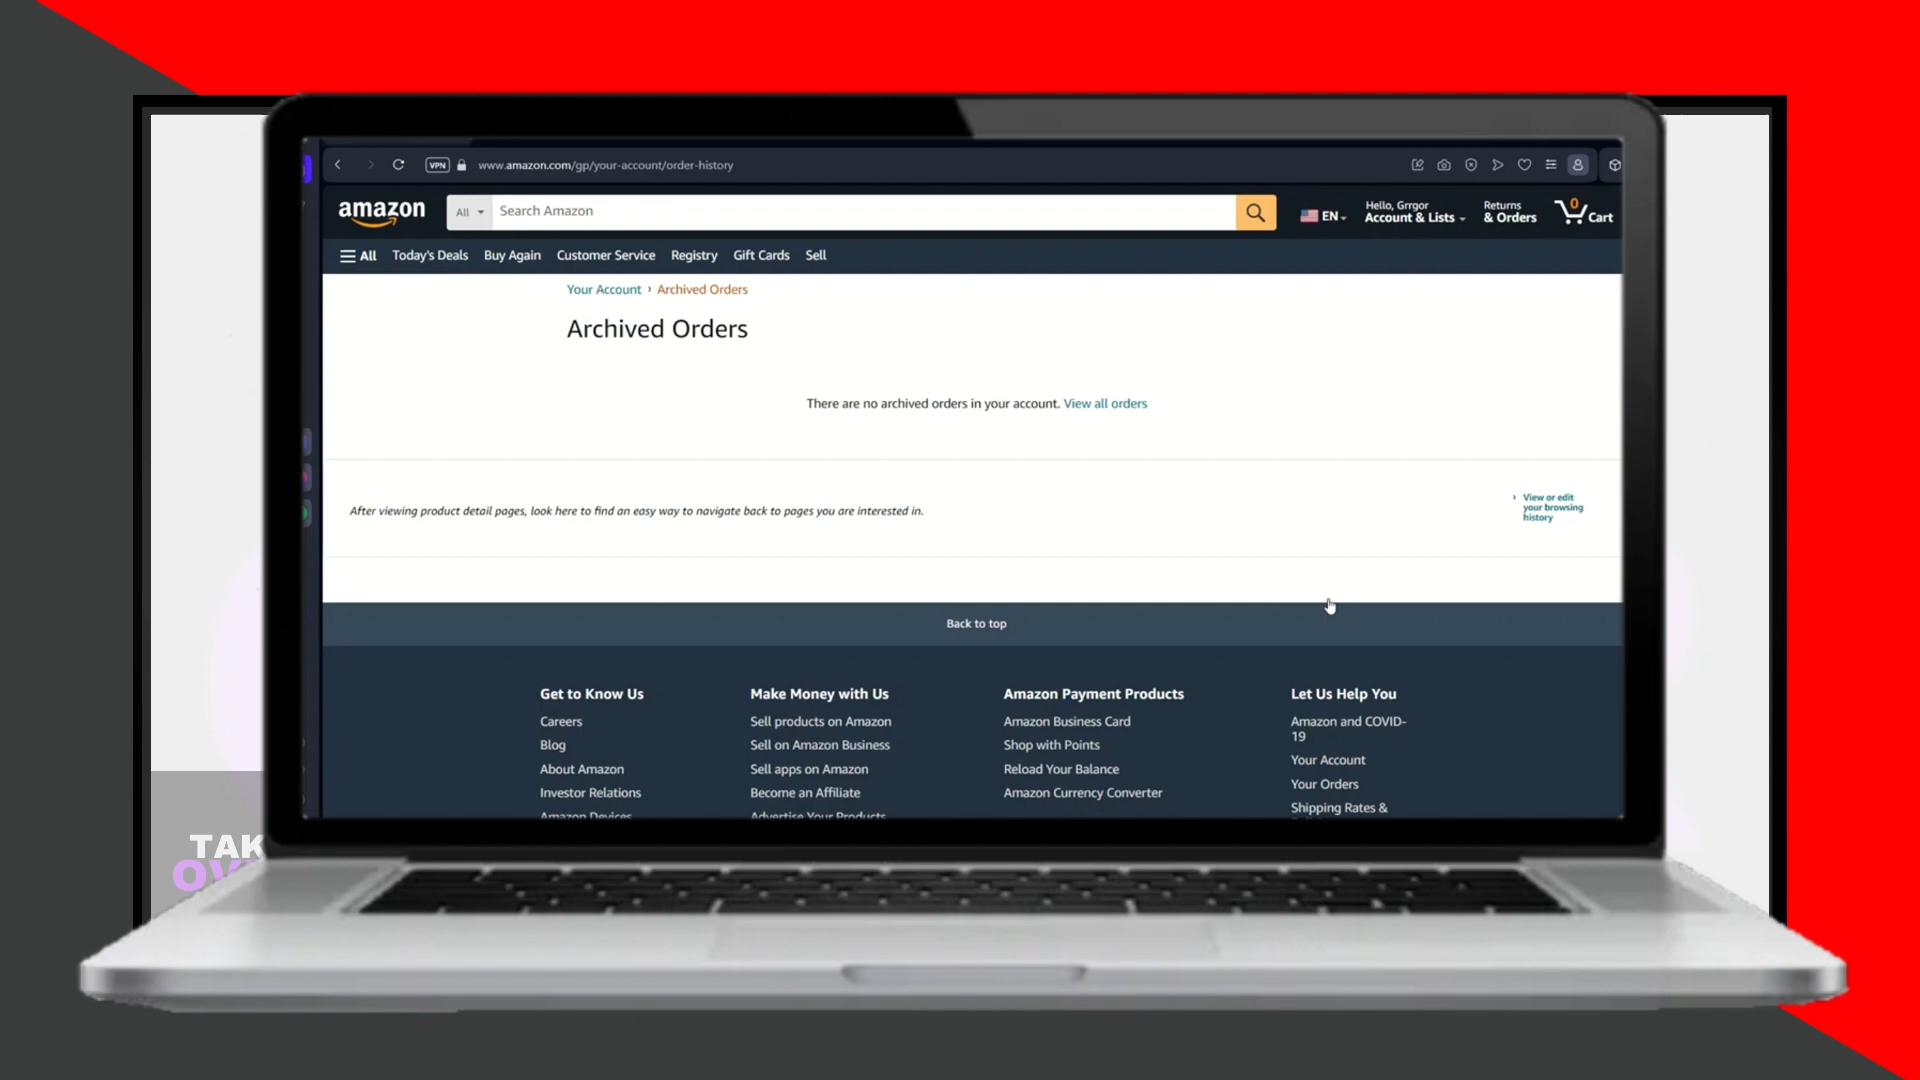 VPN
www.amazon.com/gp/your-account/order-history
amazon
All
Search Amazon
EN
Hello, Grrgor
Account & Lists
Returns
& Orders
0
Cart
All
Today's Deals
Buy Again
Customer Service
Registry
Gift Cards
Sell
Your Account › Archived Orders
Archived Orders
There are no archived orders in your account. View all orders
After viewing product detail pages, look here to find an easy way to navigate back to pages you are interested in.
› View or edit
your browsing
history
Back to top
Get to Know Us
Careers
Blog
About Amazon
Investor Relations
Amazon Devices
Make Money with Us
Sell products on Amazon
Sell on Amazon Business
Sell apps on Amazon
Become an Affiliate
Advertise Your Products
Amazon Payment Products
Amazon Business Card
Shop with Points
Reload Your Balance
Amazon Currency Converter
Let Us Help You
Amazon and COVID-
19
Your Account
Your Orders
Shipping Rates &
TAK